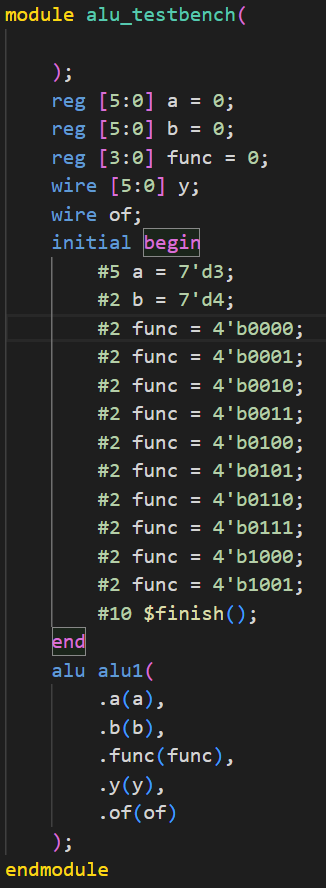 module alu_testbench(
);
reg [5:0] a = 0;
reg [5:0] b = 0;
reg [3:0] func = 0;
wire [5:0] y;
wire of;
initial begin
#5 a = 7'd3;
#2 b = 7'd4;
#2 func = 4'b0000;
#2 func = 4'b0001;
#2 func = 4'b0010;
#2 func = 4'b0011;
#2 func = 4'b0100;
#2 func = 4'b0101;
#2 func = 4'b0110;
#2 func = 4'b0111;
#2 func = 4'b1000;
#2 func = 4'b1001;
#10 $finish();
end
alu alu1(
.a(a),
.b(b),
.func(func),
.y(y),
.of(of)
);
endmodule